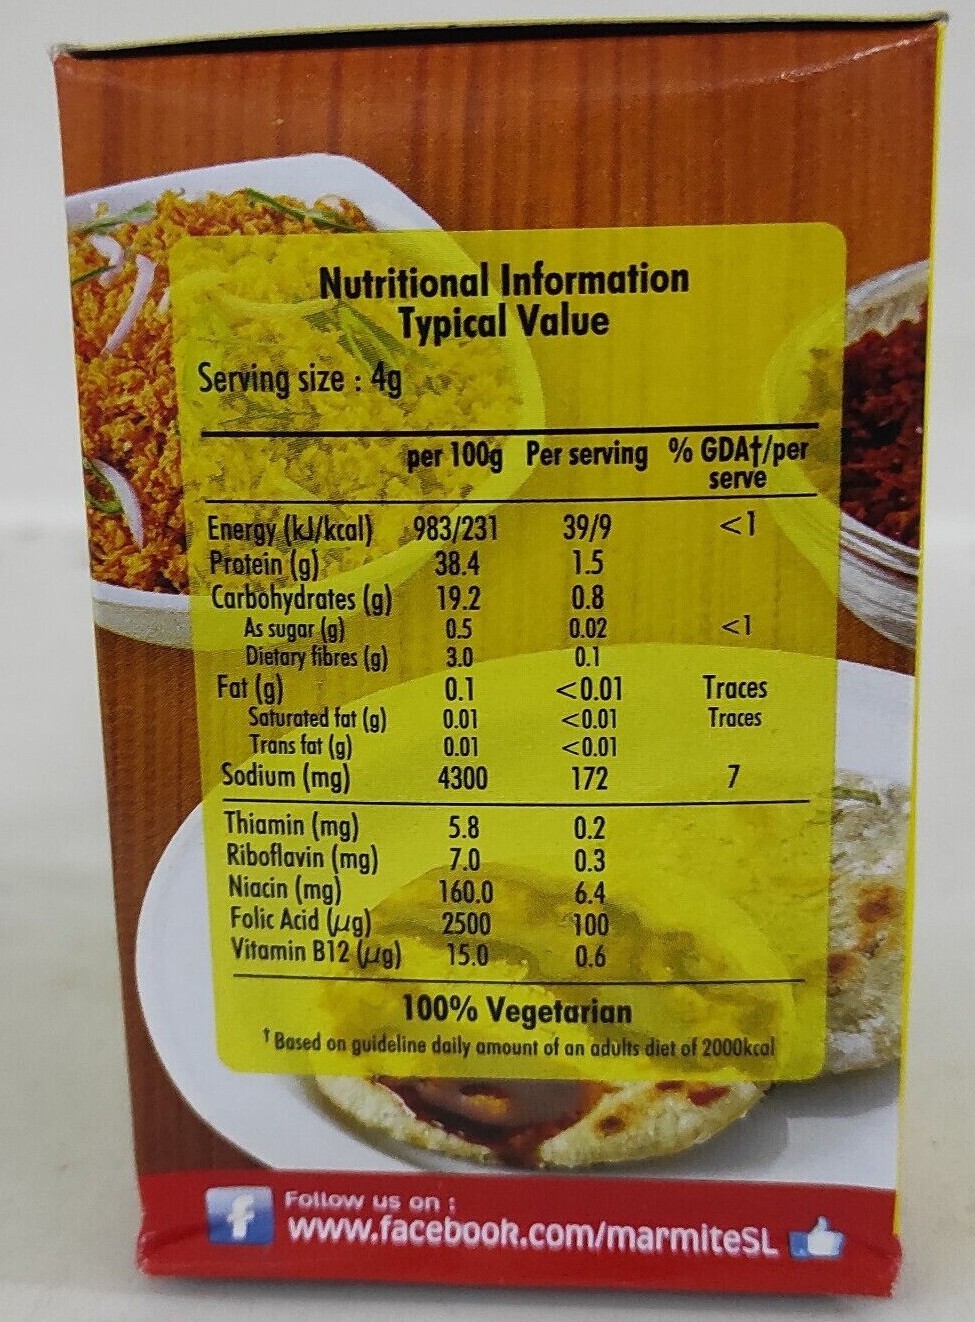 Nutritional Information
Typical Value
Serving size : 4g
per 100g Per serving % GDA†/per serve
Energy (kJ/kcal) 983/231 39/9 <1
Protein (g) 38.4 1.5
Carbohydrates (g) 19.2 0.8
As sugar (g) 0.5 0.02 <1
Dietary fibres (g) 3.0 0.1
Fat (g) 0.1 <0.01 Traces
Saturated fat (g) 0.01 <0.01 Traces
Trans fat (g) 0.01 <0.01
Sodium (mg) 4300 172 7
Thiamin (mg) 5.8 0.2
Riboflavin (mg) 7.0 0.3
Niacin (mg) 160.0 6.4
Folic Acid (µg) 2500 100
Vitamin B12 (µg) 15.0 0.6
100% Vegetarian
† Based on guideline daily amount of an adults diet of 2000kcal
f Follow us on :
www.facebook.com/marmiteSL